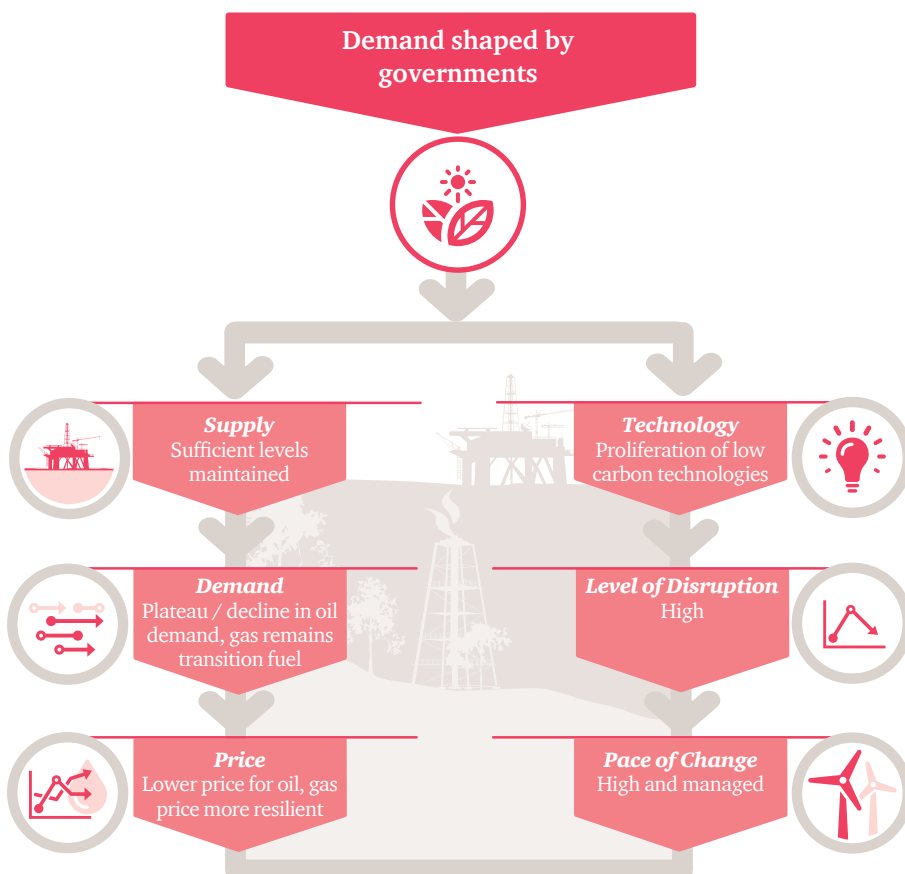 Demand shaped by
governments
Supply
Sufficient levels
maintained
Demand
Plateau / decline in oil
demand, gas remains
transition fuel
Price
Lower price for oil, gas
price more resilient
Technology
Proliferation of low
carbon technologies
Level of Disruption
High
Pace of Change
High and managed